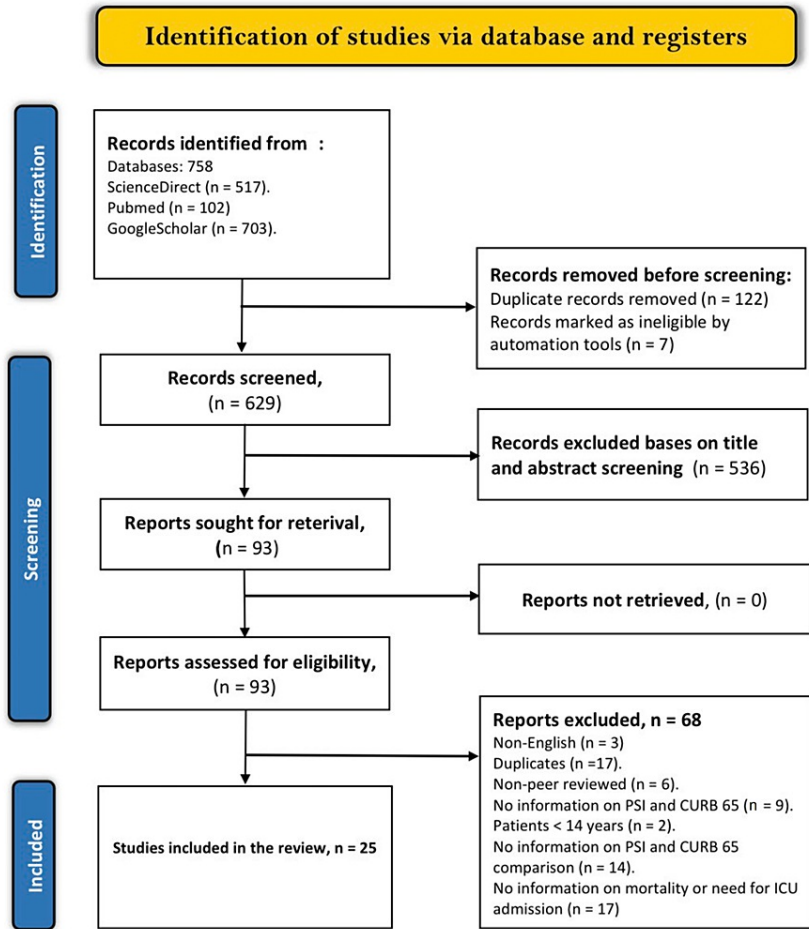 Identification of studies via database and registers
Identification
Records identified from  :
Databases: 758
ScienceDirect (n = 517).
Pubmed (n = 102)
GoogleScholar (n = 703).
Records removed before screening:
Duplicate records removed (n = 122)
Records marked as ineligible by
automation tools (n = 7)
Screening
Records screened,
(n = 629)
Records excluded bases on title
and abstract screening  (n = 536)
Reports sought for reterival,
(n = 93)
Reports not retrieved, (n = 0)
Reports assessed for eligibility,
(n = 93)
Reports excluded, n = 68
Non-English (n = 3)
Duplicates (n =17).
Non-peer reviewed (n = 6).
No information on PSI and CURB 65 (n = 9).
Patients < 14 years (n = 2).
No information on PSI and CURB 65
comparison (n = 14).
No information on mortality or need for ICU
admission (n = 17)
Included
Studies included in the review, n = 25